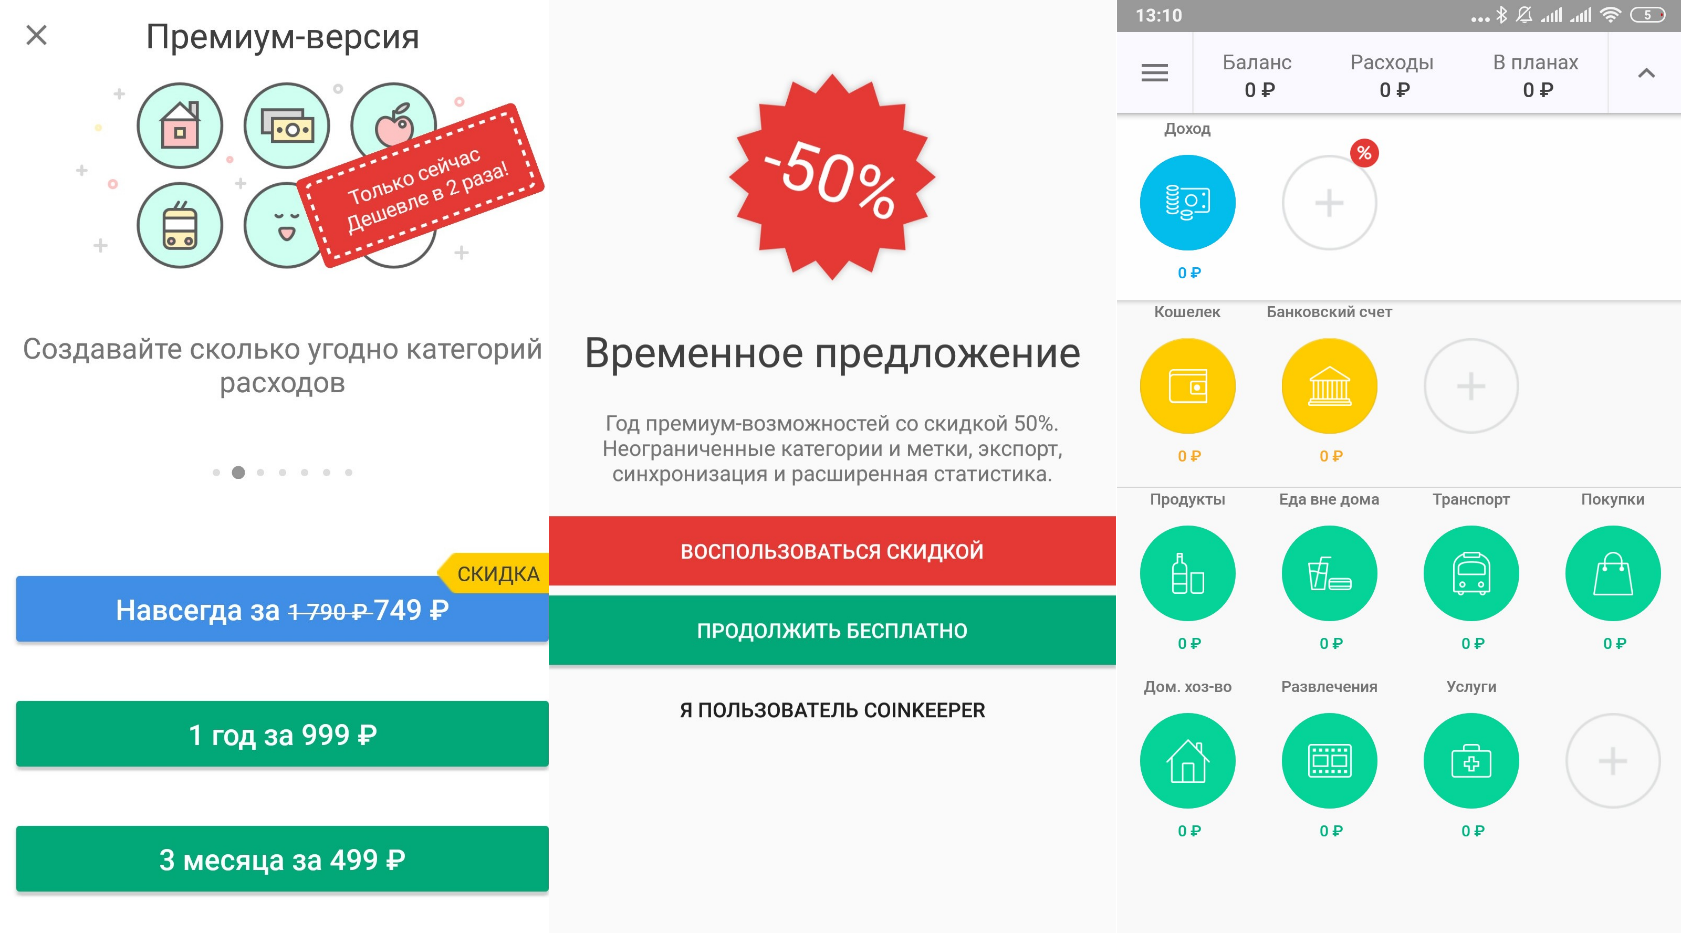 Премиум-версия
Только сейчас
Дешевле в 2 раза!
Создавайте сколько угодно категорий
расходов
СКИДКА
Навсегда за 1 790 ₽ 749 ₽
1 год за 999 ₽
3 месяца за 499 ₽
-50%
Временное предложение
Год премиум-возможностей со скидкой 50%.
Неограниченные категории и метки, экспорт,
синхронизация и расширенная статистика.
ВОСПОЛЬЗОВАТЬСЯ СКИДКОЙ
ПРОДОЛЖИТЬ БЕСПЛАТНО
Я ПОЛЬЗОВАТЕЛЬ COINKEEPER
13:10 5
Баланс Расходы В планах
0 ₽ 0 ₽ 0 ₽
Доход
%
0 ₽
Кошелек Банковский счет
0 ₽ 0 ₽
Продукты Еда вне дома Транспорт Покупки
0 ₽ 0 ₽ 0 ₽ 0 ₽
Дом. хоз-во Развлечения Услуги
0 ₽ 0 ₽ 0 ₽